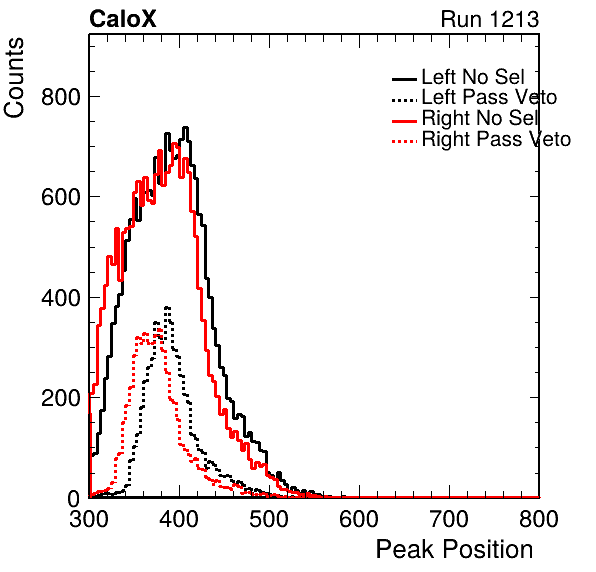 CaloX Run 1213
Counts
800
600
400
200
0
Left No Sel
Left Pass Veto
Right No Sel
Right Pass Veto
300 400 500 600 700 800
Peak Position